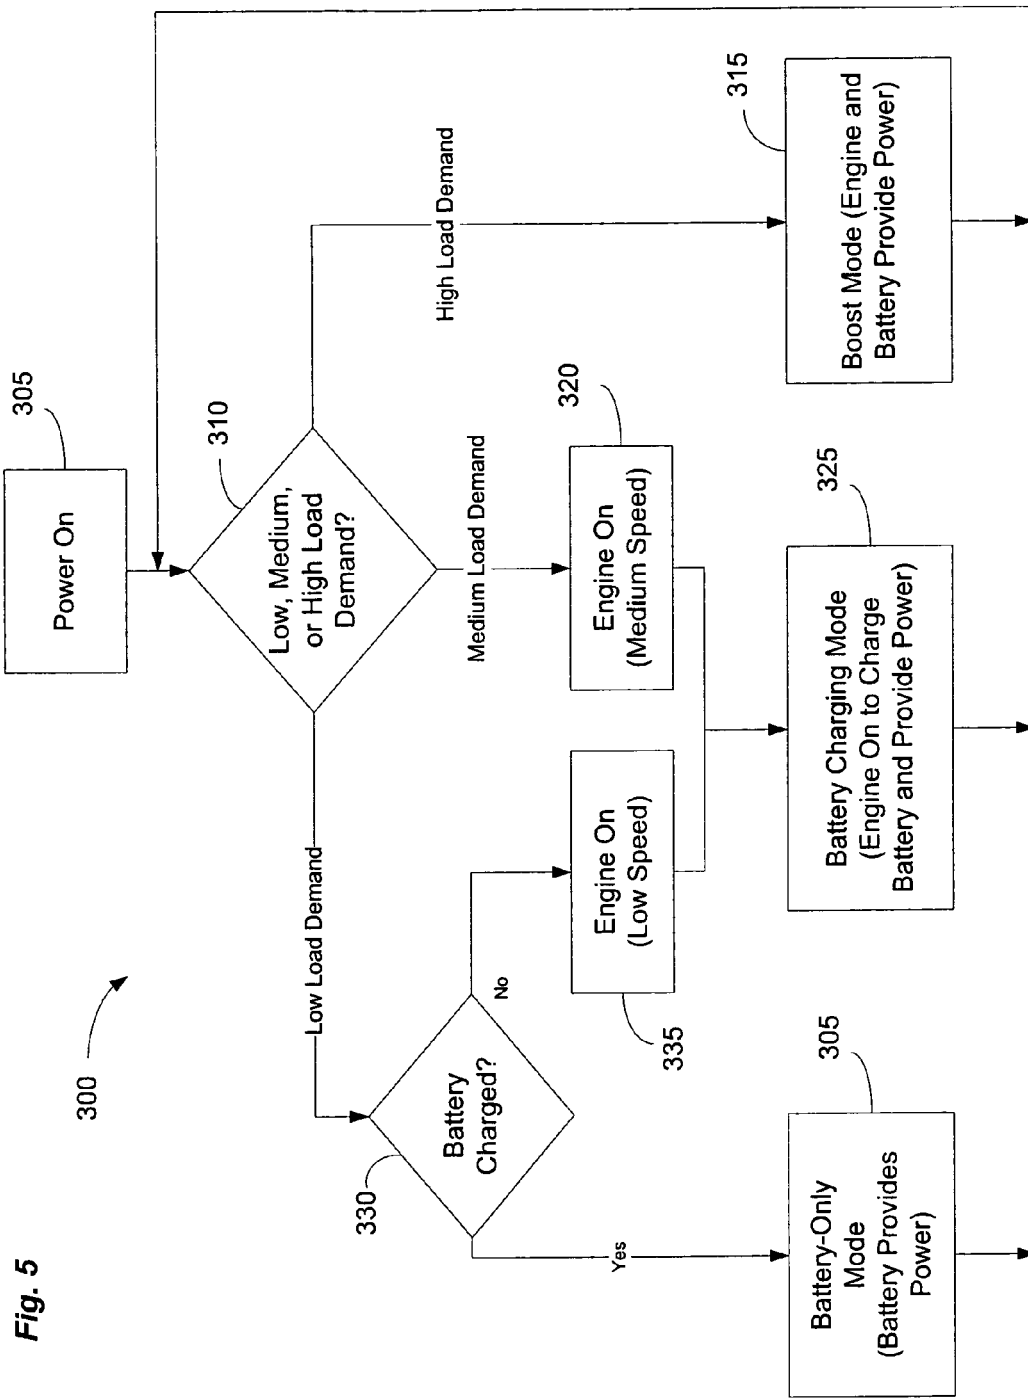 Fig. 5
300
Power On
305
Low, Medium,
or High Load
Demand?
310
Low Load Demand
Medium Load Demand
High Load Demand
Battery
Charged?
330
No
Yes
Engine On
(Low Speed)
335
Engine On
(Medium Speed)
320
Battery-Only
Mode
(Battery Provides
Power)
305
Battery Charging Mode
(Engine On to Charge
Battery and Provide Power)
325
Boost Mode (Engine and
Battery Provide Power)
315